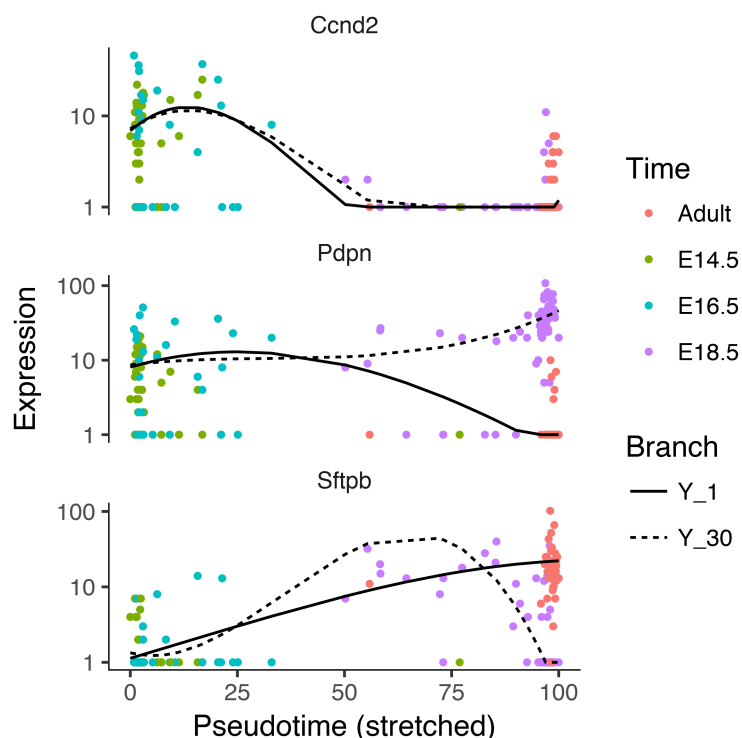 Ccnd2
10
1
Pdpn
100
10
1
Sftpb
100
10
1
0 25 50 75 100
Pseudotime (stretched)
Expression
Time
Adult
E14.5
E16.5
E18.5
Branch
Y_1
Y_30